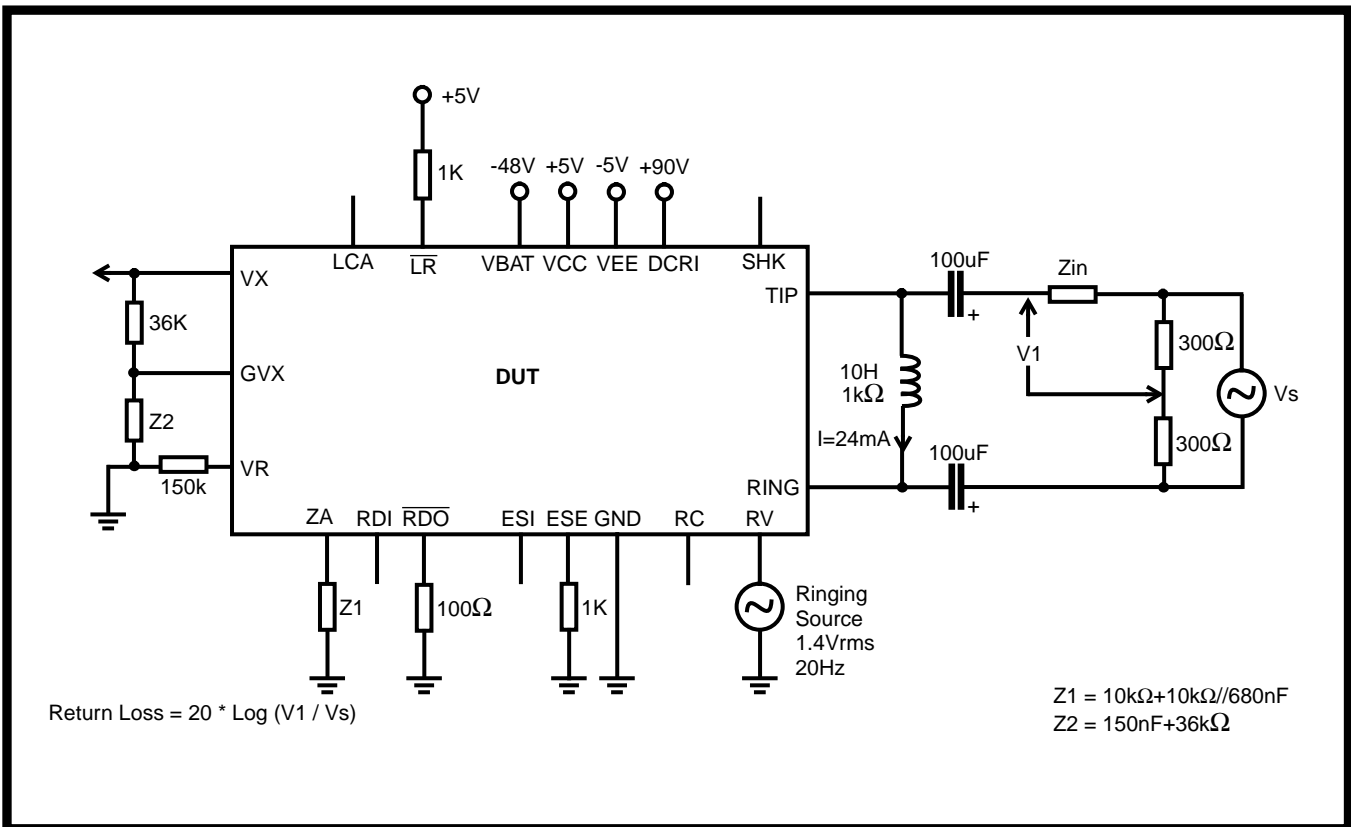 +5V
1K
-48V
+5V
-5V
+90V
LCA
LR
VBAT
VCC
VEE
DCRI
SHK
VX
TIP
100uF
+
Zin
36K
300Ω
V1
GVX
DUT
10H
1kΩ
Vs
Z2
I=24mA
300Ω
100uF
+
VR
150k
RING
ZA
RDI
RDO
ESI
ESE
GND
RC
RV
Z1
100Ω
1K
Ringing
Source
1.4Vrms
20Hz
Return Loss = 20 * Log (V1 / Vs)
Z1 = 10kΩ+10kΩ//680nF
Z2 = 150nF+36kΩ